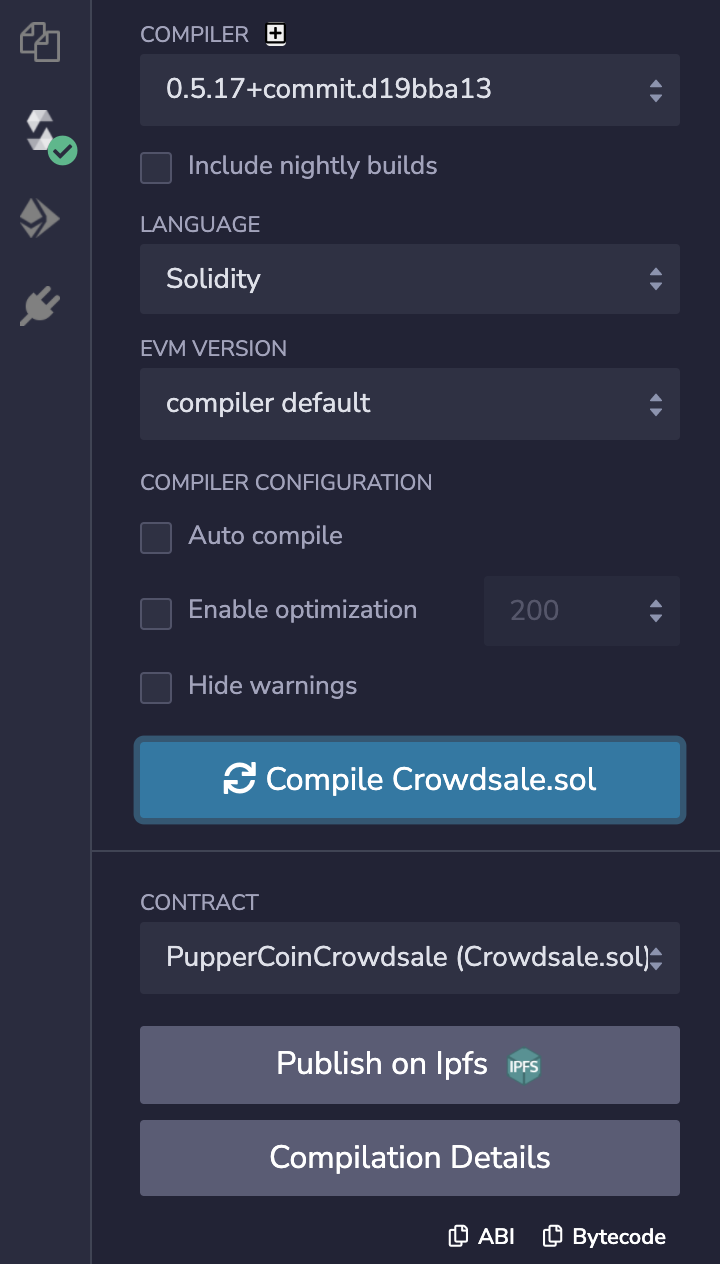 COMPILER
0.5.17+commit.d19bba13
Include nightly builds
LANGUAGE
Solidity
EVM VERSION
compiler default
COMPILER CONFIGURATION
Auto compile
Enable optimization 200
Hide warnings
Compile Crowdsale.sol
CONTRACT
PupperCoinCrowdsale (Crowdsale.sol)
Publish on Ipfs IPFS
Compilation Details
ABI Bytecode